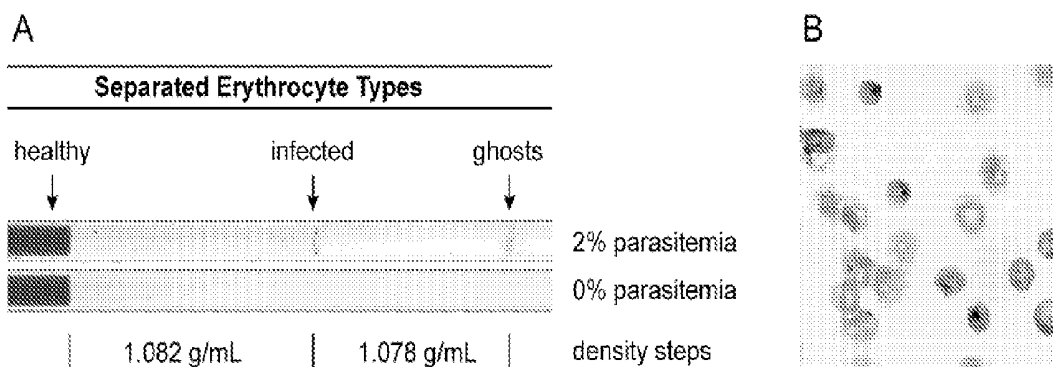 A
B
Separated Erythrocyte Types
healthy infected ghosts
2% parasitemia
0% parasitemia
1.082 g/mL 1.078 g/mL density steps